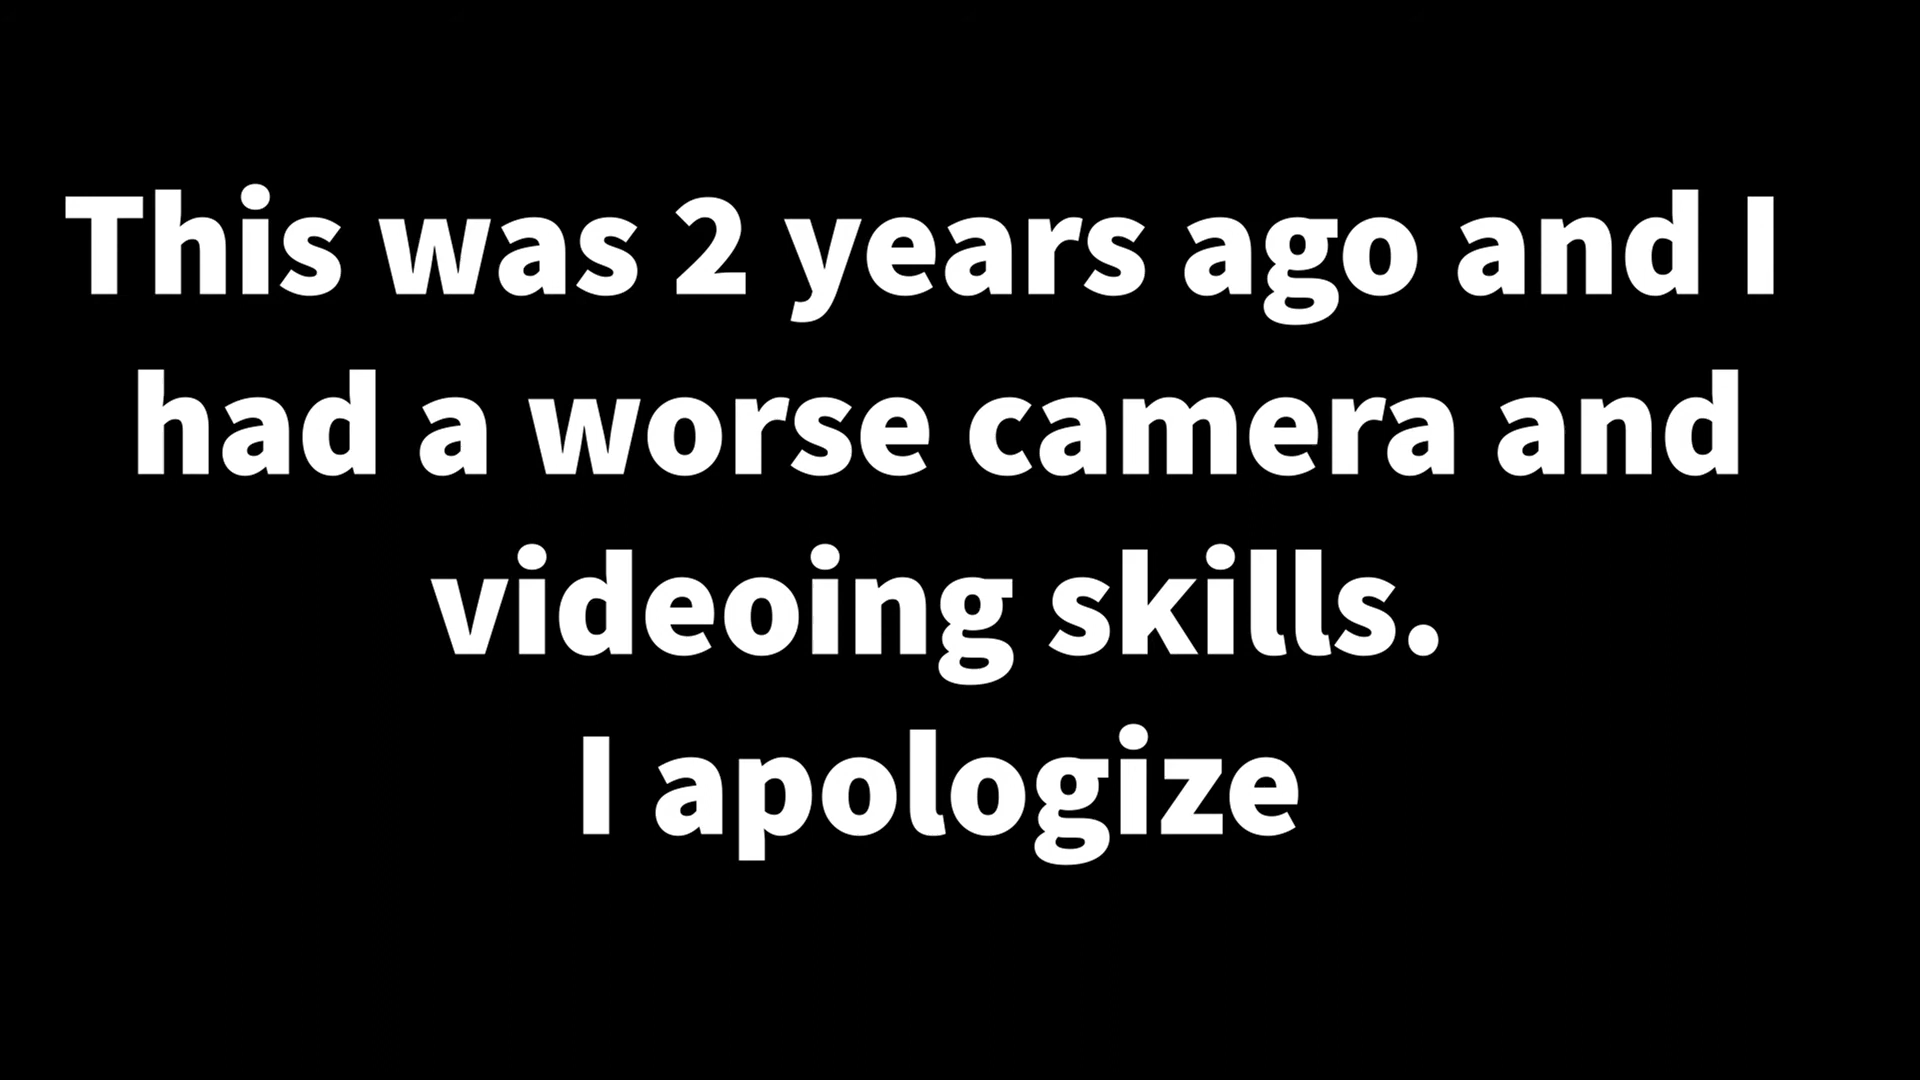 This was 2 years ago and I
had a worse camera and
videoing skills.
I apologize